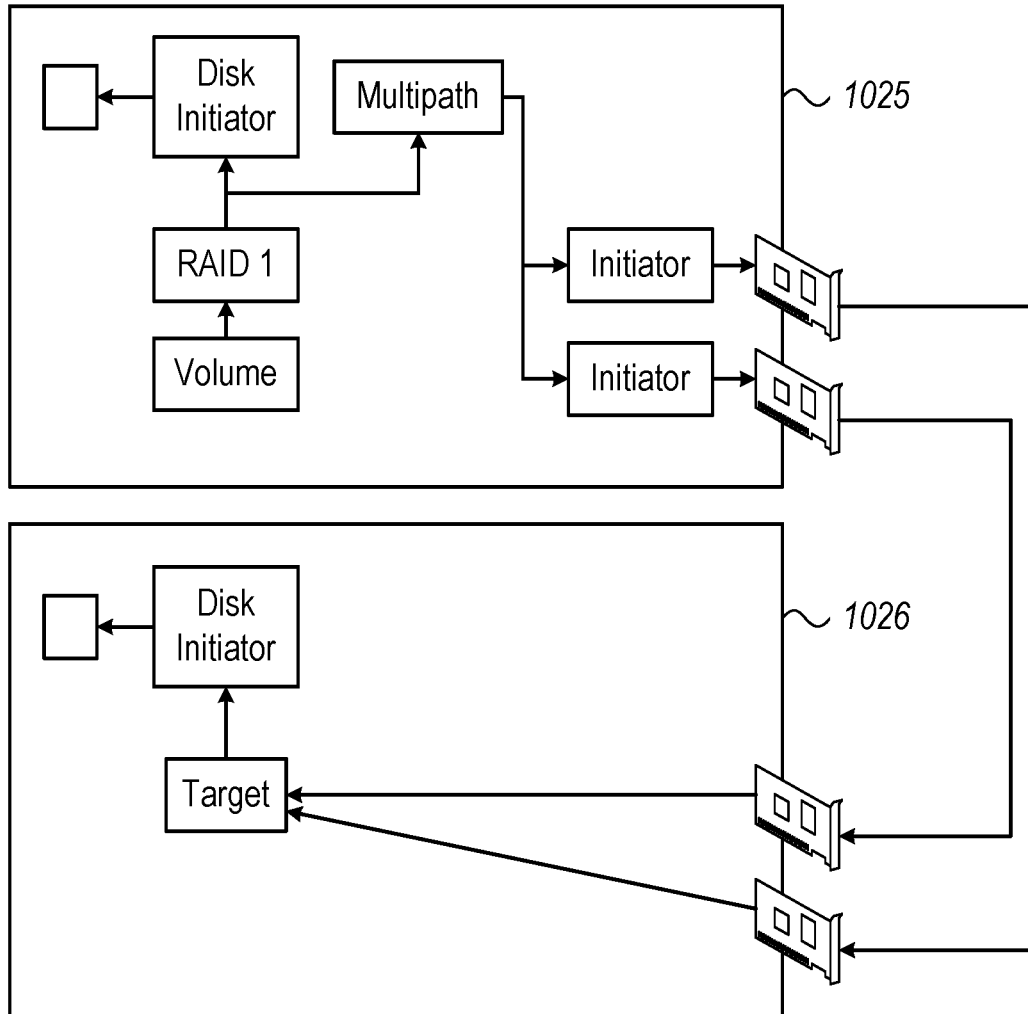 Disk
Initiator
Multipath
1025
RAID 1
Initiator
Volume
Initiator
Disk
Initiator
1026
Target